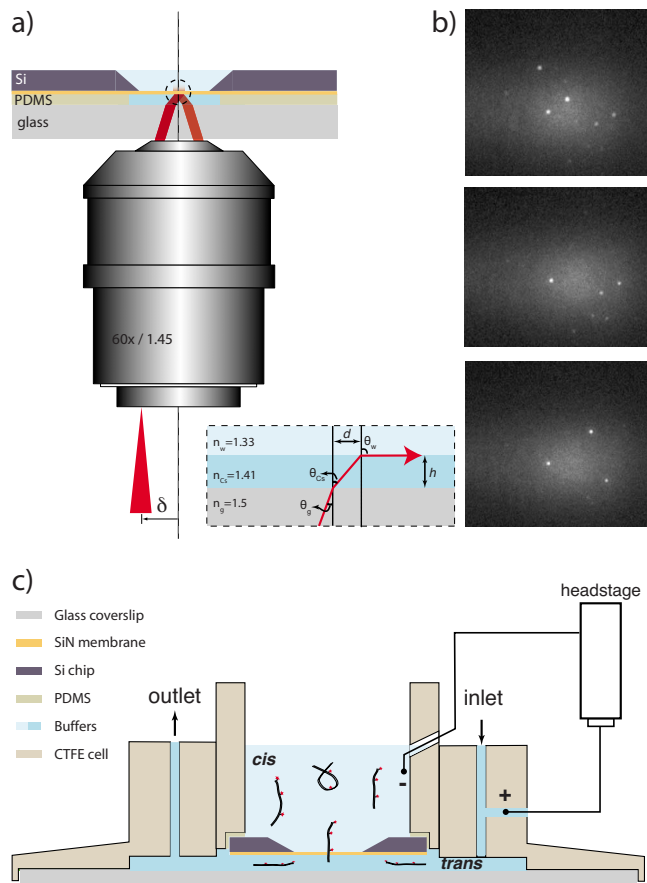 a)
Si
PDMS
glass
60x / 1.45
δ
n_w=1.33
n_Cs=1.41
n_g=1.5
d
θ_w
θ_Cs
h
θ_g
b)
c)
Glass coverslip
SiN membrane
Si chip
PDMS
Buffers
CTFE cell
outlet
cis
-
inlet
+
trans
headstage